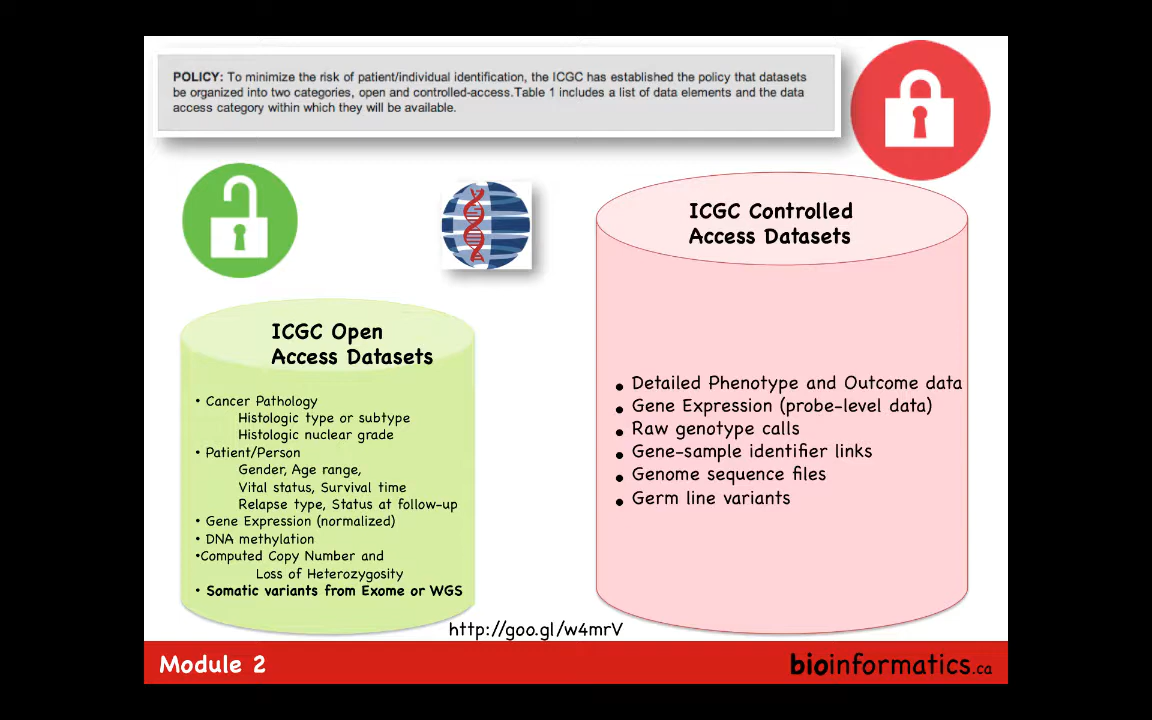 POLICY: To minimize the risk of patient/individual identification, the ICGC has established the policy that datasets
be organized into two categories, open and controlled-access.Table 1 includes a list of data elements and the data
access category within which they will be available.
ICGC Controlled
Access Datasets
ICGC Open
Access Datasets
• Cancer Pathology
Histologic type or subtype
Histologic nuclear grade
• Patient/Person
Gender, Age range,
Vital status, Survival time
Relapse type, Status at follow-up
• Gene Expression (normalized)
• DNA methylation
•Computed Copy Number and
Loss of Heterozygosity
• Somatic variants from Exome or WGS
• Detailed Phenotype and Outcome data
• Gene Expression (probe-level data)
• Raw genotype calls
• Gene-sample identifier links
• Genome sequence files
• Germ line variants
http://goo.gl/w4mrV
Module 2
bioinformatics.ca